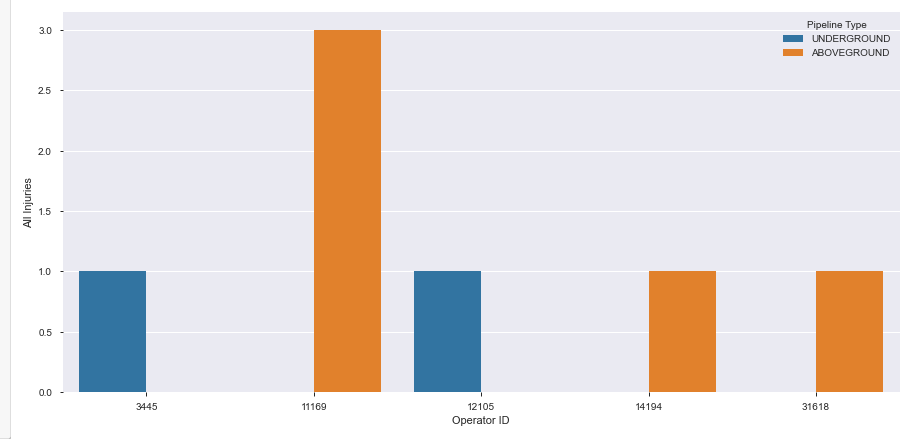 Pipeline Type
UNDERGROUND
ABOVEGROUND
3.0
2.5
2.0
1.5
1.0
0.5
0.0
All Injuries
3445 11169 12105 14194 31618
Operator ID